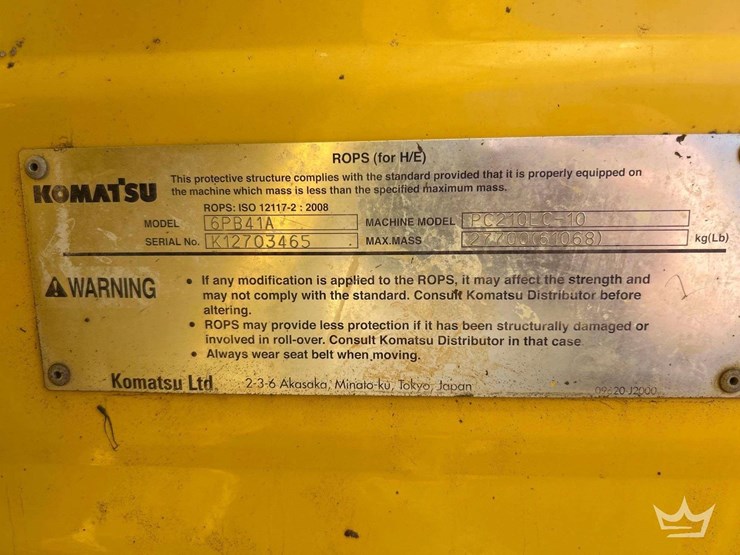 ROPS (for H/E)
KOMATSU
This protective structure complies with the standard provided that it is properly equipped on
the machine which mass is less than the specified maximum mass.
ROPS: ISO 12117-2 : 2008
MODEL 6PB41A MACHINE MODEL PC210LC-10
SERIAL No. K12703465 MAX.MASS 27700(61068) kg(Lb)
WARNING
• If any modification is applied to the ROPS, it may affect the strength and
may not comply with the standard. Consult Komatsu Distributor before
altering.
• ROPS may provide less protection if it has been structurally damaged or
involved in roll-over. Consult Komatsu Distributor in that case
• Always wear seat belt when moving.
Komatsu Ltd 2-3-6 Akasaka, Minato-ku, Tokyo, Japan